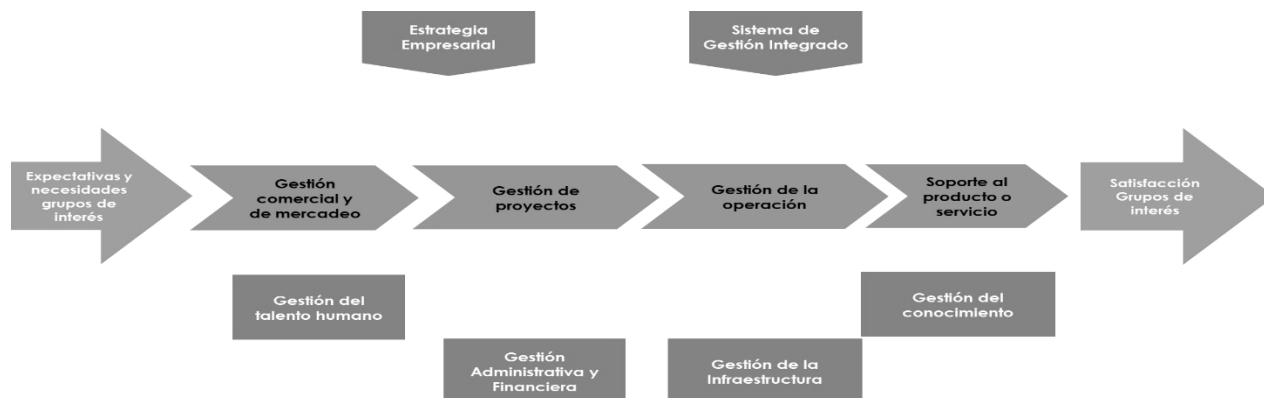 Estrategia
Empresarial
Sistema de
Gestión Integrado
Expectativas y
necesidades
grupos de
interés
Gestión
comercial y
de mercadeo
Gestión de
proyectos
Gestión de la
operación
Soporte al
producto o
servicio
Satisfacción
Grupos de
interés
Gestión del
talento humano
Gestión
Administrativa y
Financiera
Gestión de la
Infraestructura
Gestión del
conocimiento